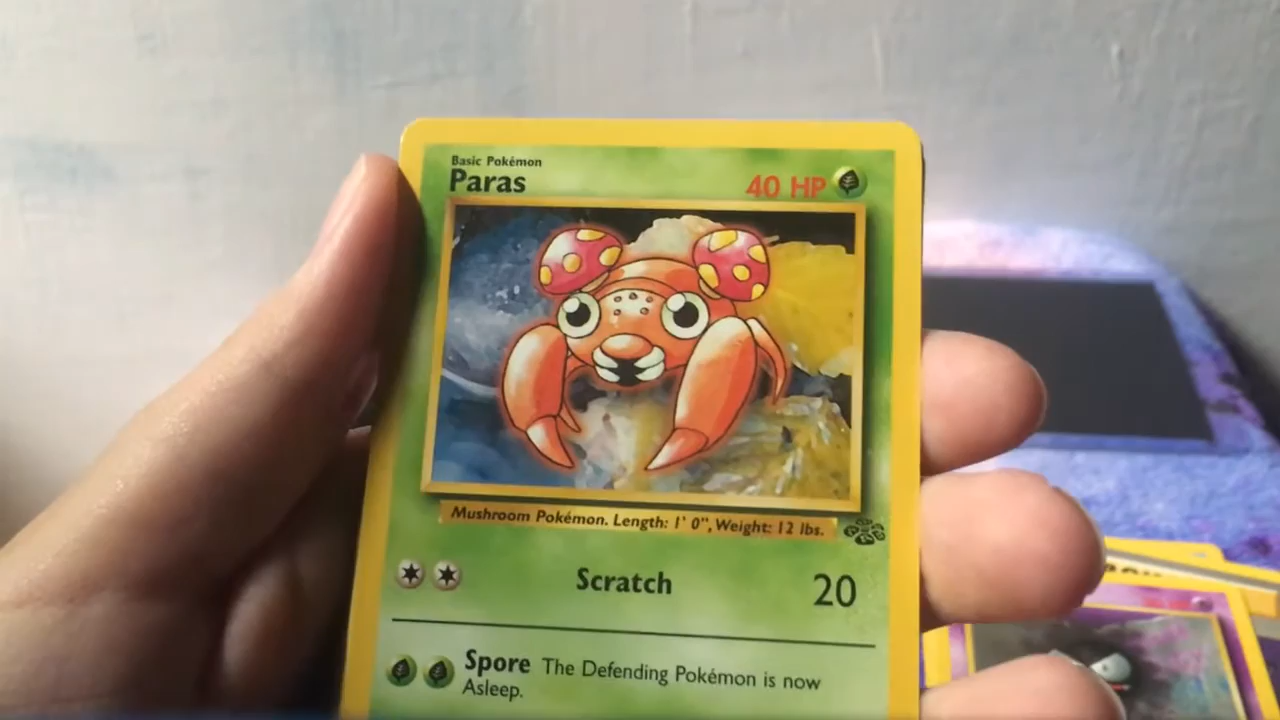 Basic Pokémon
Paras
40 HP
Mushroom Pokémon. Length: 1' 0", Weight: 12 lbs.
Scratch 20
Spore The Defending Pokémon is now
Asleep.